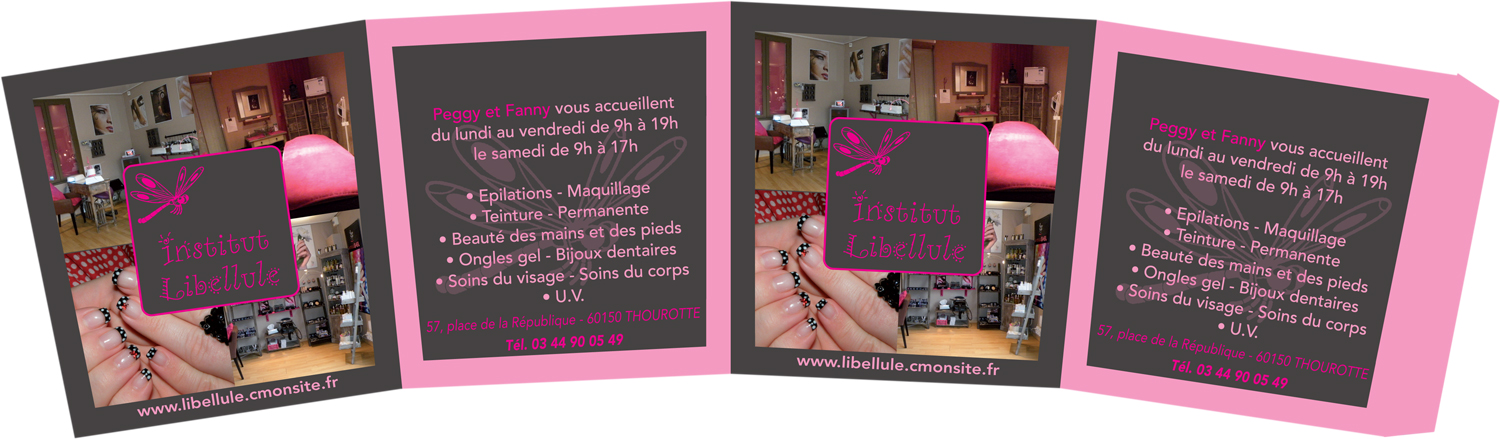 Institut
Libellule
www.libellule.cmonsite.fr
Peggy et Fanny vous accueillent
du lundi au vendredi de 9h à 19h
le samedi de 9h à 17h
• Epilations - Maquillage
• Teinture - Permanente
• Beauté des mains et des pieds
• Ongles gel - Bijoux dentaires
• Soins du visage - Soins du corps
• U.V.
57, place de la République - 60150 THOUROTTE
Tél. 03 44 90 05 49
Institut
Libellule
www.libellule.cmonsite.fr
Peggy et Fanny vous accueillent
du lundi au vendredi de 9h à 19h
le samedi de 9h à 17h
• Epilations - Maquillage
• Teinture - Permanente
• Beauté des mains et des pieds
• Ongles gel - Bijoux dentaires
• Soins du visage - Soins du corps
• U.V.
57, place de la République - 60150 THOUROTTE
Tél. 03 44 90 05 49